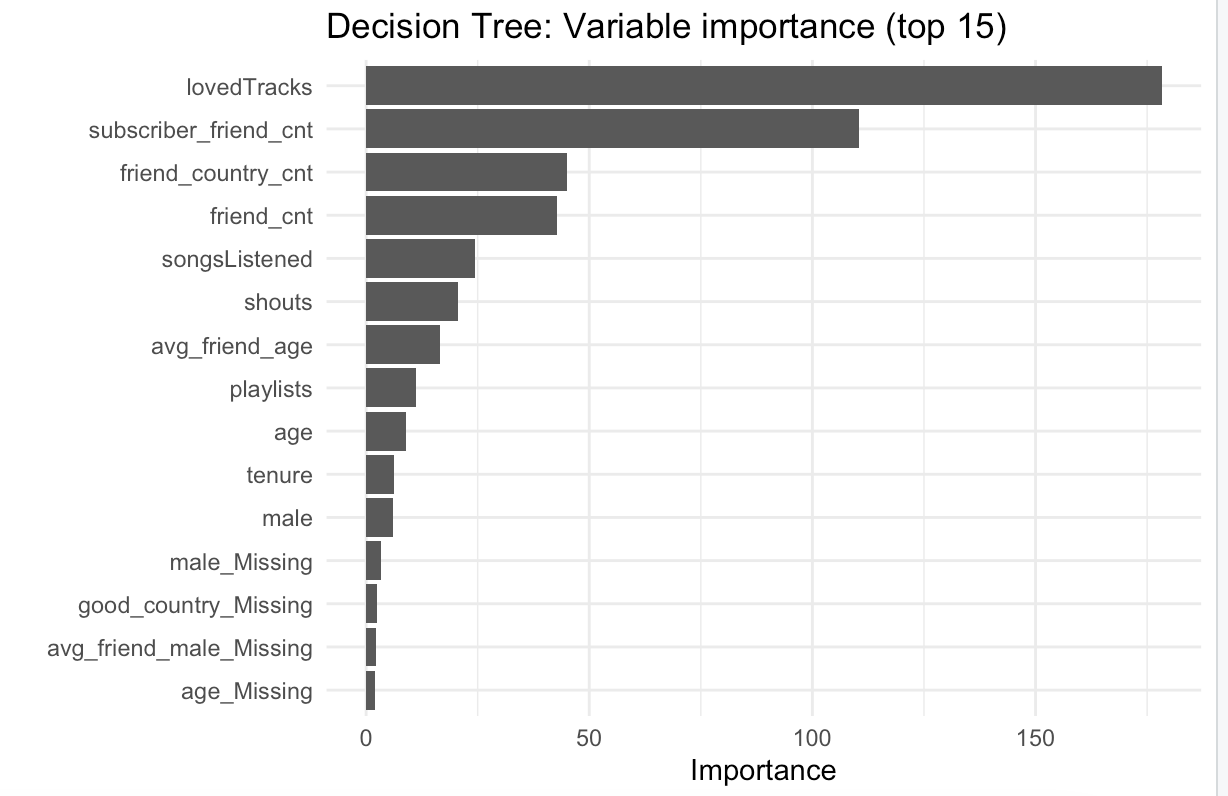 Decision Tree: Variable importance (top 15)
lovedTracks
subscriber_friend_cnt
friend_country_cnt
friend_cnt
songsListened
shouts
avg_friend_age
playlists
age
tenure
male
male_Missing
good_country_Missing
avg_friend_male_Missing
age_Missing
0 50 100 150
Importance